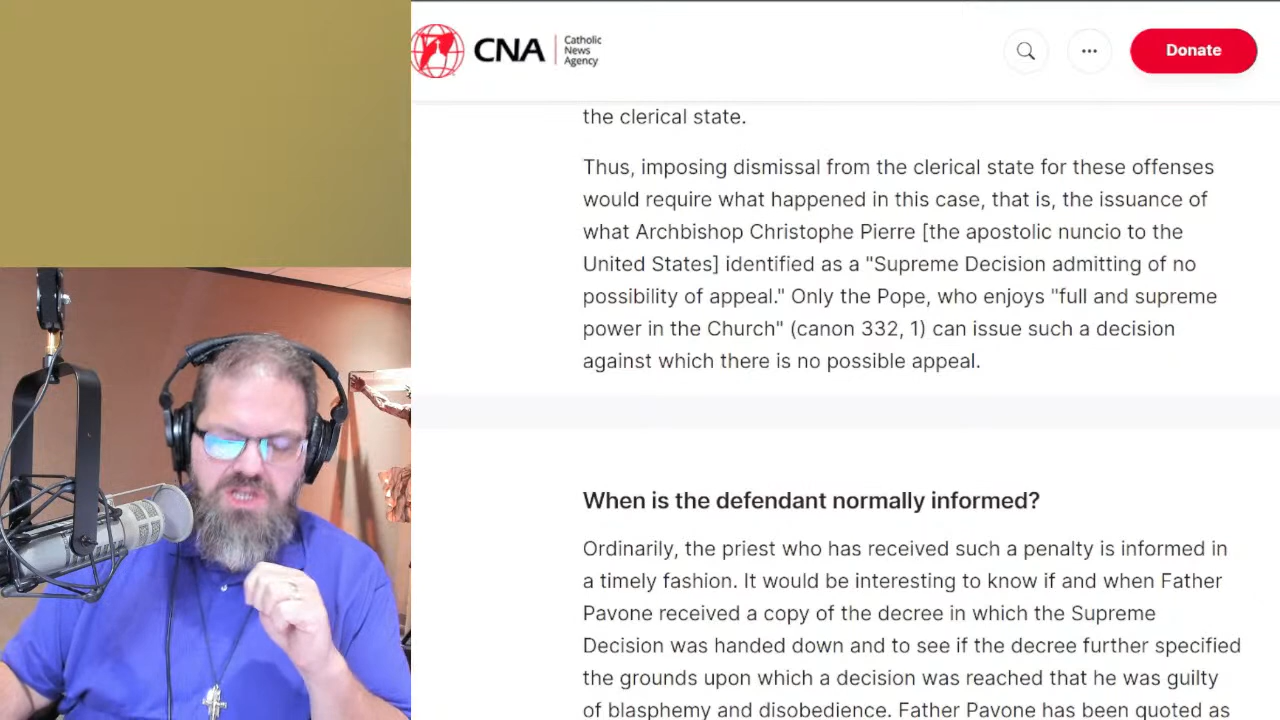 CNA
Catholic
News
Agency
Donate
the clerical state.
Thus, imposing dismissal from the clerical state for these offenses
would require what happened in this case, that is, the issuance of
what Archbishop Christophe Pierre [the apostolic nuncio to the
United States] identified as a "Supreme Decision admitting of no
possibility of appeal." Only the Pope, who enjoys "full and supreme
power in the Church" (canon 332, 1) can issue such a decision
against which there is no possible appeal.
When is the defendant normally informed?
Ordinarily, the priest who has received such a penalty is informed in
a timely fashion. It would be interesting to know if and when Father
Pavone received a copy of the decree in which the Supreme
Decision was handed down and to see if the decree further specified
the grounds upon which a decision was reached that he was guilty
of blasphemy and disobedience. Father Pavone has been quoted as